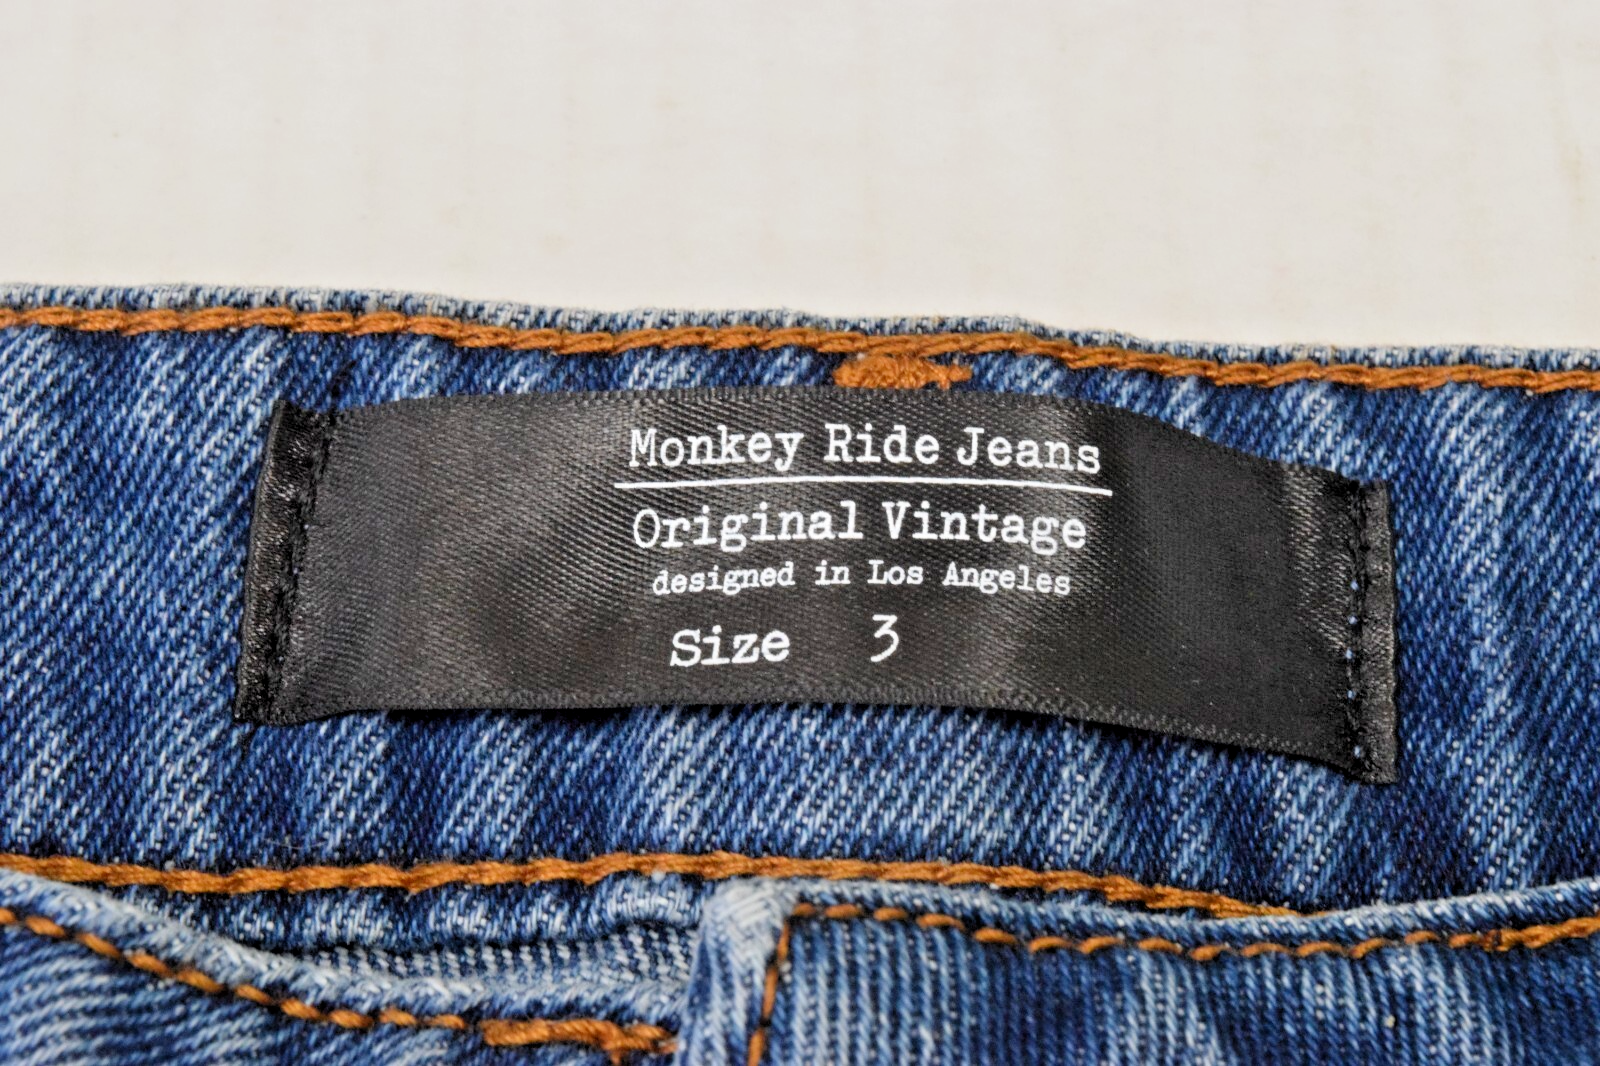 Monkey Ride Jeans
Original Vintage
designed in Los Angeles
Size 3